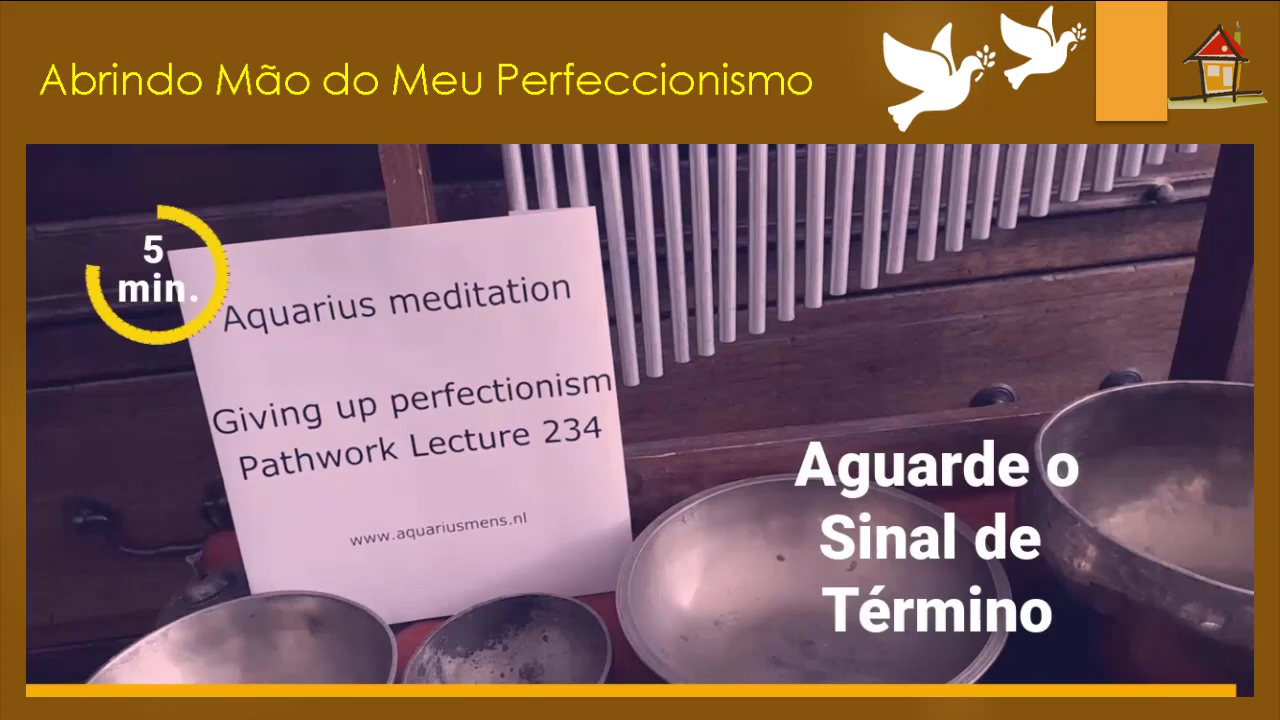 Abrindo Mão do Meu Perfeccionismo
5
min.
Aquarius meditation
Giving up perfectionism
Pathwork Lecture 234
www.aquariusmens.nl
Aguarde o
Sinal de
Término